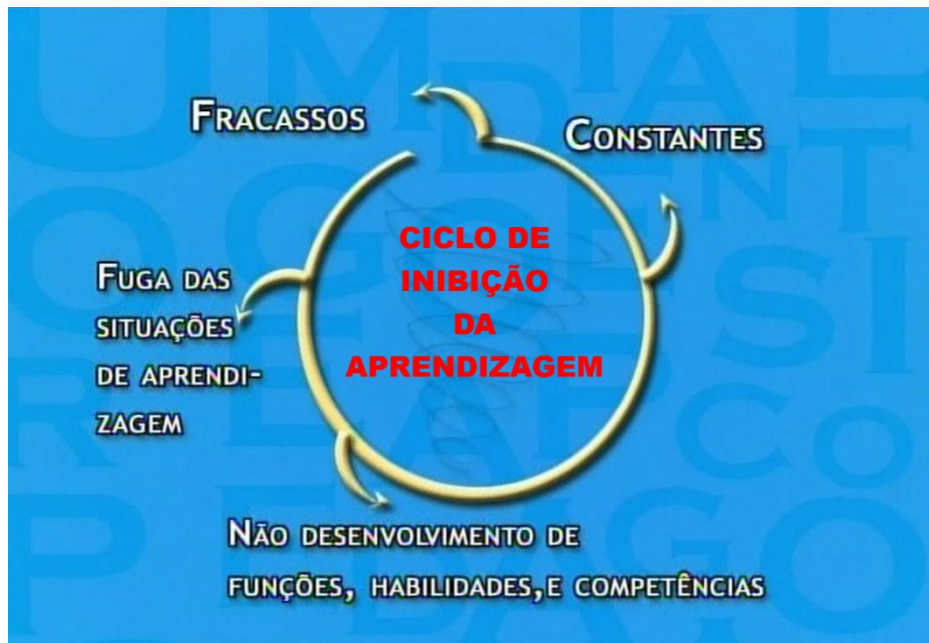 FRACASSOS
CONSTANTES
CICLO DE
INIBIÇÃO
DA
APRENDIZAGEM
FUGA DAS
SITUAÇÕES
DE APRENDI-
ZAGEM
NÃO DESENVOLVIMENTO DE
FUNÇÕES, HABILIDADES,E COMPETÊNCIAS